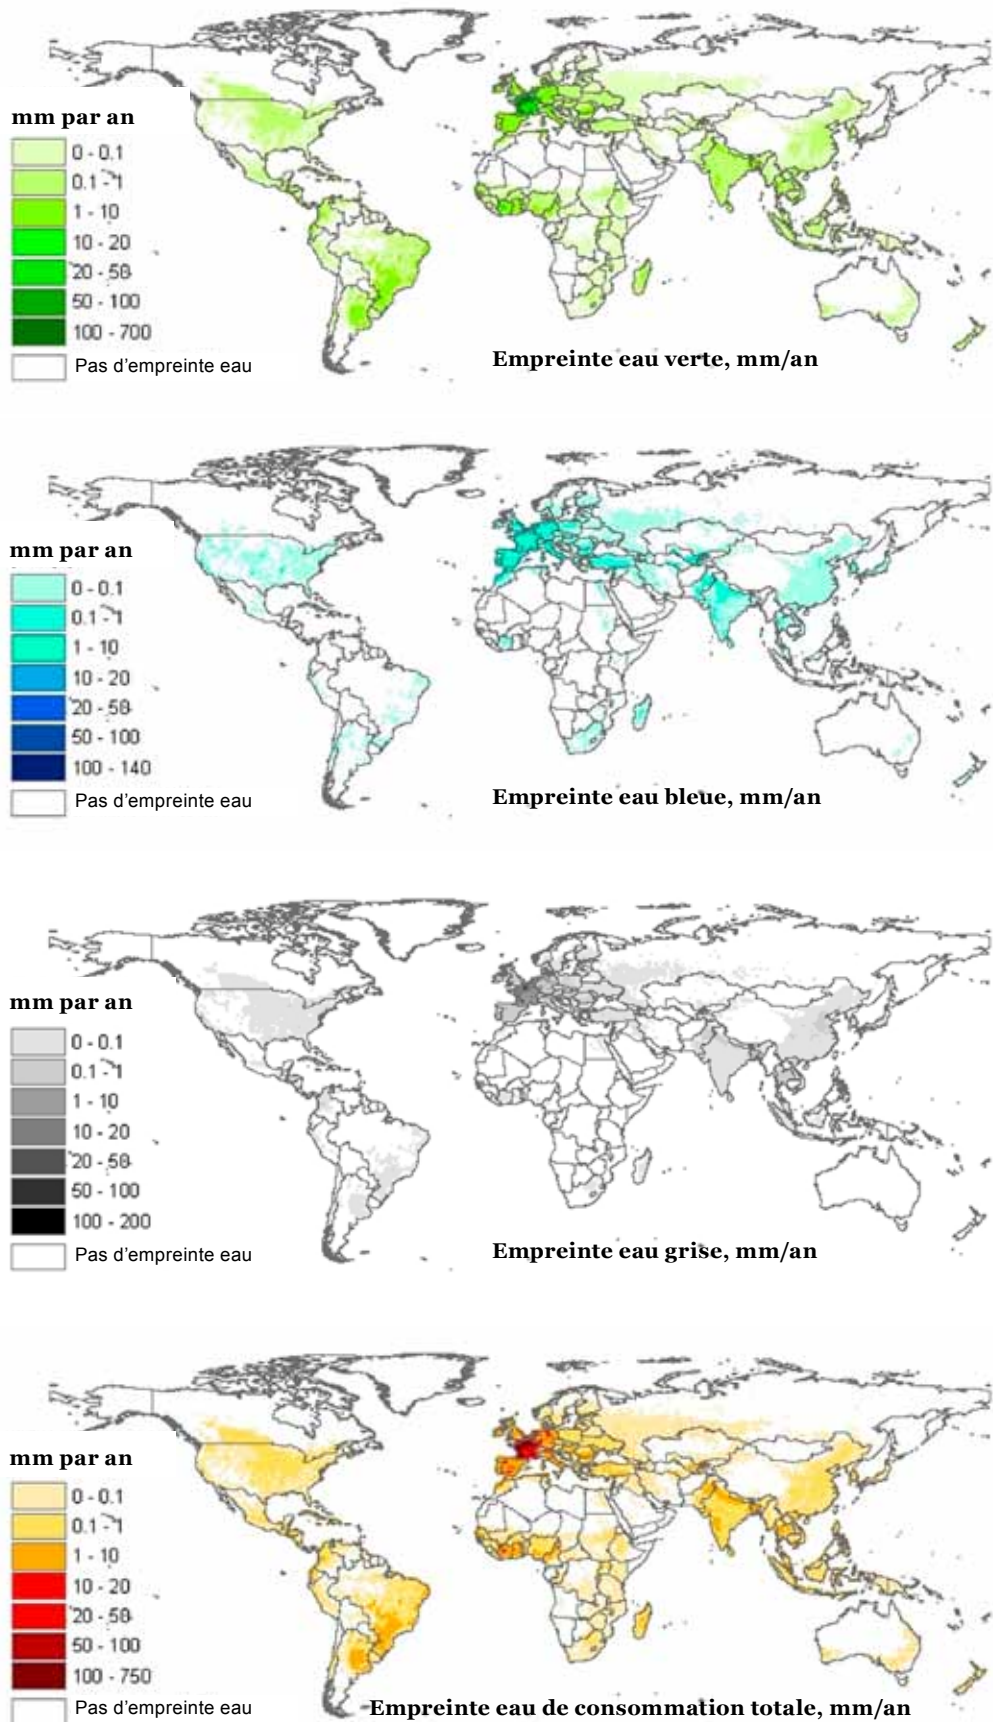 mm par an
0 - 0.1
0.1 - 1
1 - 10
10 - 20
20 - 50
50 - 100
100 - 700
Pas d'empreinte eau
Empreinte eau verte, mm/an
mm par an
0 - 0.1
0.1 - 1
1 - 10
10 - 20
20 - 50
50 - 100
100 - 140
Pas d'empreinte eau
Empreinte eau bleue, mm/an
mm par an
0 - 0.1
0.1 - 1
1 - 10
10 - 20
20 - 50
50 - 100
100 - 200
Pas d'empreinte eau
Empreinte eau grise, mm/an
mm par an
0 - 0.1
0.1 - 1
1 - 10
10 - 20
20 - 50
50 - 100
100 - 750
Pas d'empreinte eau
Empreinte eau de consommation totale, mm/an